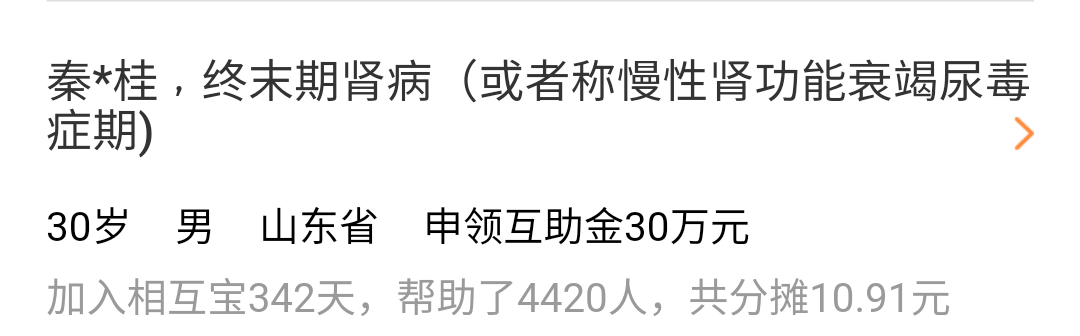 秦*桂，终末期肾病（或者称慢性肾功能衰竭尿毒
症期)
30岁 男 山东省 申领互助金30万元
加入相互宝342天，帮助了4420人，共分摊10.91元